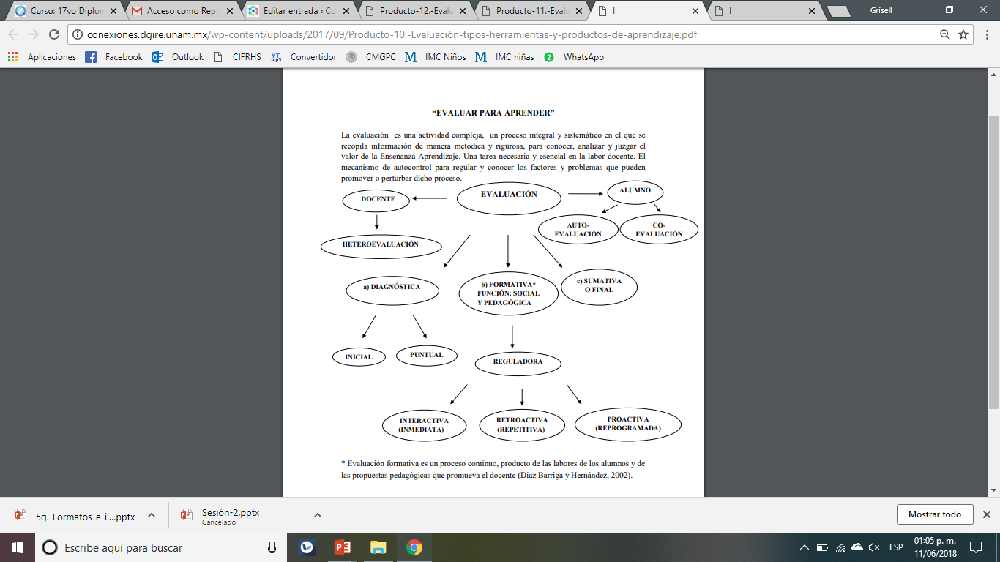 Curso: 17vo Diplom
Acceso como Repre
Editar entrada ‹ Co
Producto-12.-Evalu
Producto-11.-Evalu
I
I
Grisell
conexiones.dgire.unam.mx/wp-content/uploads/2017/09/Producto-10.-Evaluación-tipos-herramientas-y-productos-de-aprendizaje.pdf
Aplicaciones
Facebook
Outlook
CIFRHS
YT mp3
Convertidor
CMGPC
M
IMC Niños
M
IMC niñas
2
WhatsApp
“EVALUAR PARA APRENDER”
La evaluación es una actividad compleja, un proceso integral y sistemático en el que se
recopila información de manera metódica y rigurosa, para conocer, analizar y juzgar el
valor de la Enseñanza-Aprendizaje. Una tarea necesaria y esencial en la labor docente. El
mecanismo de autocontrol para regular y conocer los factores y problemas que pueden
promover o perturbar dicho proceso.
EVALUACIÓN
DOCENTE
ALUMNO
HETEROEVALUACIÓN
AUTO-
EVALUACIÓN
CO-
EVALUACIÓN
a) DIAGNÓSTICA
b) FORMATIVA*
FUNCIÓN: SOCIAL
Y PEDAGÓGICA
c) SUMATIVA
O FINAL
INICIAL
PUNTUAL
REGULADORA
INTERACTIVA
(INMEDIATA)
RETROACTIVA
(REPETITIVA)
PROACTIVA
(REPROGRAMADA)
* Evaluación formativa es un proceso continuo, producto de las labores de los alumnos y de
las propuestas pedagógicas que promueva el docente (Díaz Barriga y Hernández, 2002).
5g.-Formatos-e-i....pptx
Sesión-2.pptx
Cancelado
Mostrar todo
Escribe aquí para buscar
ESP
01:05 p. m.
11/06/2018